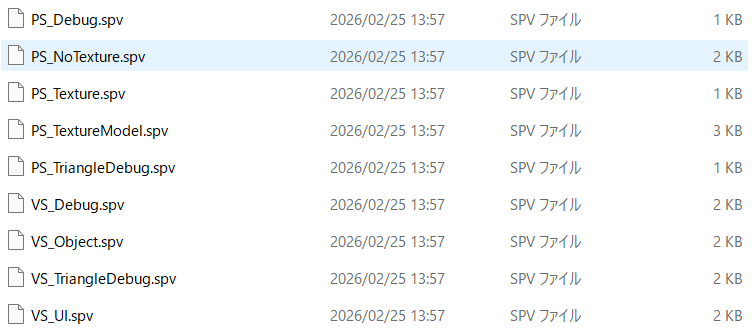 PS_Debug.spv 2026/02/25 13:57 SPV ファイル 1 KB
PS_NoTexture.spv 2026/02/25 13:57 SPV ファイル 2 KB
PS_Texture.spv 2026/02/25 13:57 SPV ファイル 1 KB
PS_TextureModel.spv 2026/02/25 13:57 SPV ファイル 3 KB
PS_TriangleDebug.spv 2026/02/25 13:57 SPV ファイル 1 KB
VS_Debug.spv 2026/02/25 13:57 SPV ファイル 2 KB
VS_Object.spv 2026/02/25 13:57 SPV ファイル 2 KB
VS_TriangleDebug.spv 2026/02/25 13:57 SPV ファイル 2 KB
VS_UI.spv 2026/02/25 13:57 SPV ファイル 2 KB